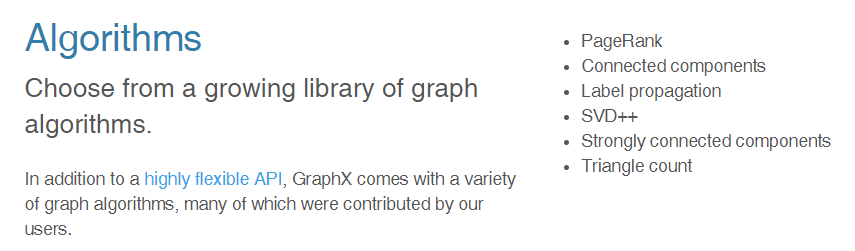 Algorithms
Choose from a growing library of graph
algorithms.
In addition to a highly flexible API, GraphX comes with a variety
of graph algorithms, many of which were contributed by our
users.
• PageRank
• Connected components
• Label propagation
• SVD++
• Strongly connected components
• Triangle count